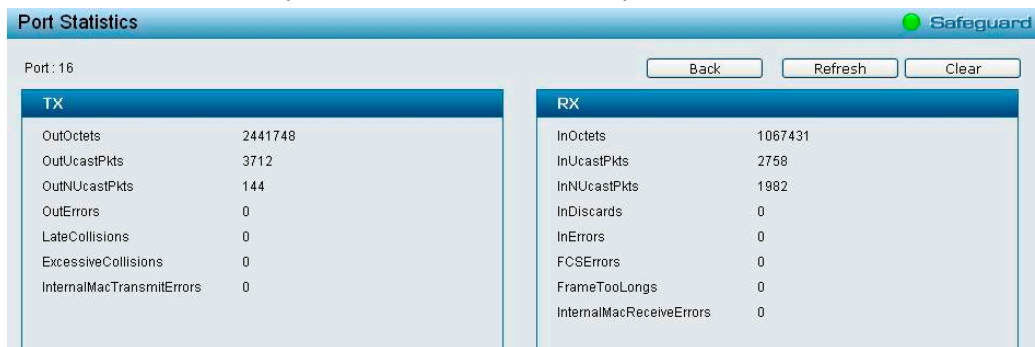 Port Statistics
Safeguard
Port : 16
Back
Refresh
Clear
TX
OutOctets 2441748
OutUcastPkts 3712
OutNUcastPkts 144
OutErrors 0
LateCollisions 0
ExcessiveCollisions 0
InternalMacTransmitErrors 0
RX
InOctets 1067431
InUcastPkts 2758
InNUcastPkts 1982
InDiscards 0
InErrors 0
FCSErrors 0
FrameTooLongs 0
InternalMacReceiveErrors 0